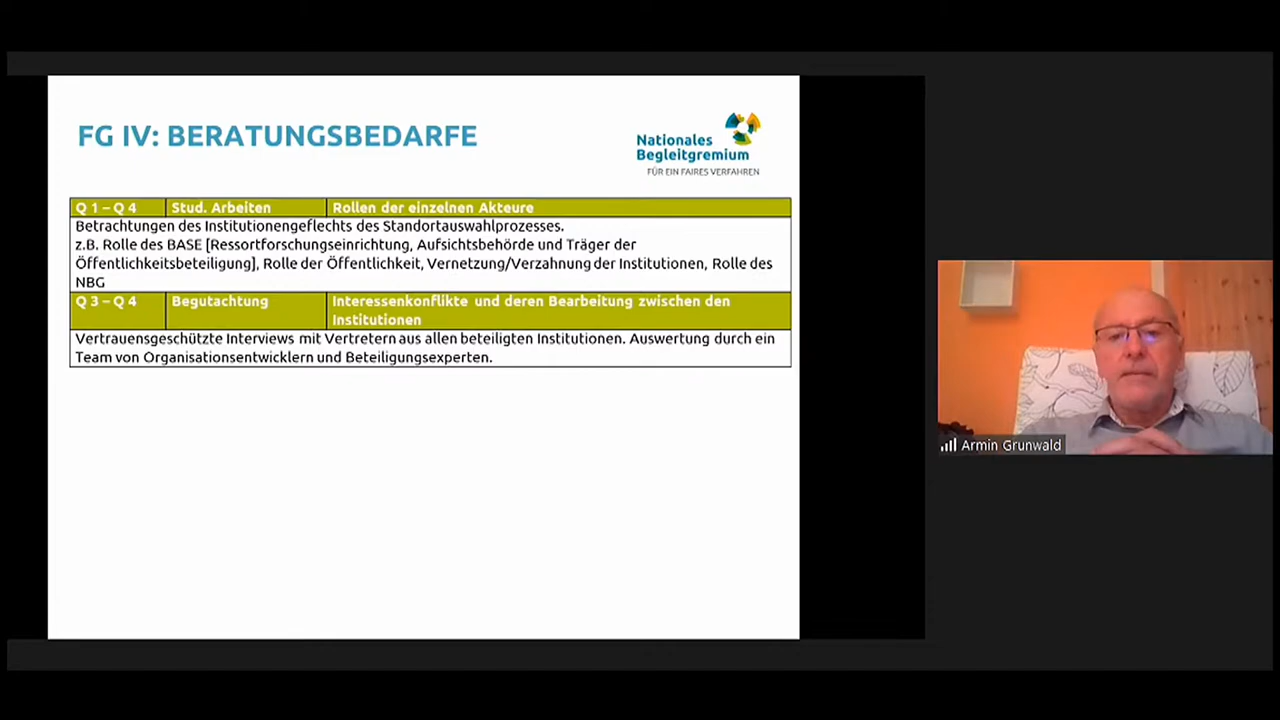 FG IV: BERATUNGSBEDARFE
Nationales
Begleitgremium
FÜR EIN FAIRES VERFAHREN
Q 1 – Q 4 Stud. Arbeiten Rollen der einzelnen Akteure
Betrachtungen des Institutionengeflechts des Standortauswahlprozesses.
z.B. Rolle des BASE [Ressortforschungseinrichtung, Aufsichtsbehörde und Träger der
Öffentlichkeitsbeteiligung], Rolle der Öffentlichkeit, Vernetzung/Verzahnung der Institutionen, Rolle des
NBG
Q 3 – Q 4 Begutachtung Interessenkonflikte und deren Bearbeitung zwischen den
Institutionen
Vertrauensgeschützte Interviews mit Vertretern aus allen beteiligten Institutionen. Auswertung durch ein
Team von Organisationsentwicklern und Beteiligungsexperten.
Armin Grunwald